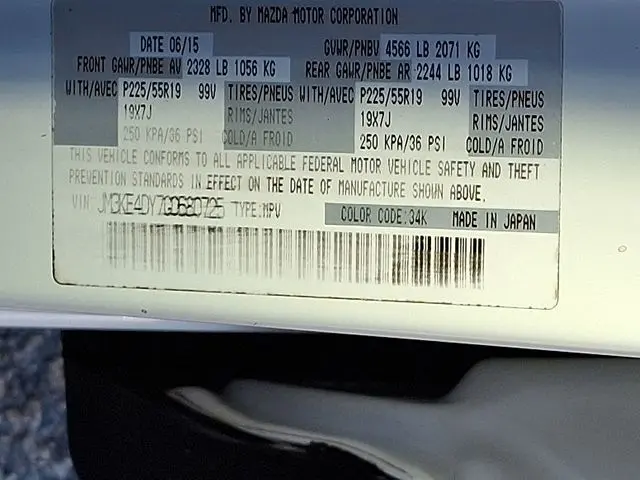 MFD. BY MAZDA MOTOR CORPORATION
DATE 06/15 GVWR/PNBV 4566 LB 2071 KG
FRONT GAWR/PNBE AV 2328 LB 1056 KG REAR GAWR/PNBE AR 2244 LB 1018 KG
WITH/AVEC P225/55R19 99V TIRES/PNEUS WITH/AVEC P225/55R19 99V TIRES/PNEUS
19X7J RIMS/JANTES 19X7J RIMS/JANTES
250 KPA/36 PSI COLD/A FROID 250 KPA/36 PSI COLD/A FROID
THIS VEHICLE CONFORMS TO ALL APPLICABLE FEDERAL MOTOR VEHICLE SAFETY AND THEFT
PREVENTION STANDARDS IN EFFECT ON THE DATE OF MANUFACTURE SHOWN ABOVE.
VIN: JM3KE4DY7G0680725 TYPE:MPV COLOR CODE:34K MADE IN JAPAN